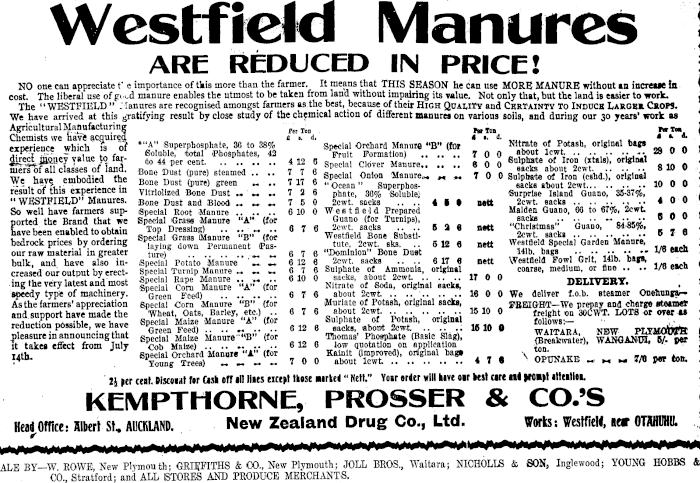 Westfield Manures
ARE REDUCED IN PRICE!
NO one can appreciate the importance of this more than the farmer. It means that THIS SEASON he can use MORE MANURE without an increase in
cost. The liberal use of good manure enables the utmost to be taken from land without impairing its value. Not only that, but the land is easier to work.
The "WESTFIELD" Manures are recognised amongst farmers as the best, because of their HIGH QUALITY and CERTAINTY TO INDUCE LARGER CROPS.
We have arrived at this gratifying result by close study of the chemical action of different manures on various soils, and during our 30 years' work as
Agricultural Manufacturing
Chemists we have acquired
experience which is of
direct money value to far-
mers of all classes of land.
We have embodied the
result of this experience in
"WESTFIELD" Manures.
So well have farmers sup-
ported the Brand that we
have been enabled to obtain
bedrock prices by ordering
our raw material in greater
bulk, and have also in-
creased our output by erect-
ing the very latest and most
speedy type of machinery.
As the farmers' appreciation
and support have made the
reduction possible, we have
pleasure in announcing that
it takes effect from July
14th.
Per Ton
£ s. d.
"A" Superphosphate, 36 to 38%
Soluble, total Phosphates, 42
to 44 per cent. .. .. .. 4 12 6
Bone Dust (pure) steamed .. 7 7 6
Bone Dust (pure) green .. 7 17 6
Vitriolized Bone Dust .. .. 7 2 6
Bone Dust and Blood .. .. 7 5 0
Special Root Manure .. .. 6 10 0
Special Grass Manure "A" (for
Top Dressing) .. .. .. 6 7 6
Special Grass Manure "B" (for
laying down Permanent Pas-
ture) .. .. .. 6 7 6
Special Potato Manure .. 6 12 6
Special Turnip Manure .. 6 7 6
Special Rape Manure .. 6 10 0
Special Corn Manure "A" (for
Green Feed) .. .. .. 6 7 6
Special Corn Manure "B" (for
Wheat, Oats, Barley, etc.) .. 6 7 6
Special Maize Manure "A" (for
Green Feed) .. .. .. 6 12 6
Special Maize Manure "B" (for
Cob Maize) .. .. .. 6 12 6
Special Orchard Manure "A" (for
Young Trees) .. .. .. 7 0 0
Per Ton
£ s. d.
Special Orchard Manure "B" (for
Fruit Formation) .. .. 7 0 0
Special Clover Manure.. .. 6 0 0
Special Onion Manure.. .. 7 0 0
"Ocean" Superphos-
phate, 36% Soluble;
2cwt. sacks .. .. nett
Westfield Prepared
Guano (for Turnips),
2cwt. sacks .. 5 2 6 nett
Westfield Bone Substi-
tute, 2cwt. sks. .. 5 12 6 nett
"Dominion" Bone Dust
2cwt. sacks .. 6 17 6 nett
Sulphate of Ammonia, original
sacks, about 2cwt. .. .. 17 0 0
Nitrate of Soda, original sacks,
about 2cwt. .. .. .. 16 0 0
Muriate of Potash, original sacks,
about 2cwt. .. .. .. 15 10 0
Sulphate of Potash, original
sacks, about 2cwt. .. .. 16 10 0
Thomas' Phosphate (Basic Slag),
low quotation on application
Kainit (improved), original bags
about 1cwt. .. .. .. 4 7 6
Per Ton
£ s. d.
Nitrate of Potash, original bags
about 1cwt. .. .. .. 28 0 0
Sulphate of Iron (xtals), original
sacks about 2cwt. .. .. 8 10 0
Sulphate of Iron (exhd.), original
sacks about 2cwt. .. .. 10 0 0
Surprise Island Guano, 35-37%,
2cwt. sacks .. .. .. 4 0 0
Malden Guano, 66 to 67%, 2cwt.
sacks .. .. .. 6 0 0
"Christmas" Guano, 84-85%,
2cwt. sacks .. .. .. 5 7 6
Westfield Special Garden Manure,
14lb. bags .. .. .. 1/6 each
Westfield Fowl Grit, 14lb. bags,
coarse, medium, or fine .. 1/6 each
DELIVERY.
We deliver f.o.b. steamer Onehunga.
FREIGHT—We prepay and charge steamer
freight on 30CWT. LOTS or over as
follows:—
WAITARA, NEW PLYMOUTH
(Breakwater), WANGANUI, 5/- per
ton.
OPUNAKE 7/6 per ton.
2½ per cent. Discount for Cash off all lines except those marked "Nett." Your order will have our best care and prompt attention.
KEMPTHORNE, PROSSER & CO.'S
Head Office: Albert St., AUCKLAND. New Zealand Drug Co., Ltd. Works: Westfield, near OTAHUHU.
ALE BY—W. ROWE, New Plymouth; GRIFFITHS & CO., New Plymouth; JOLL BROS., Waitara; NICHOLLS & SON, Inglewood; YOUNG HOBBS &
CO., Stratford; and ALL STORES AND PRODUCE MERCHANTS.